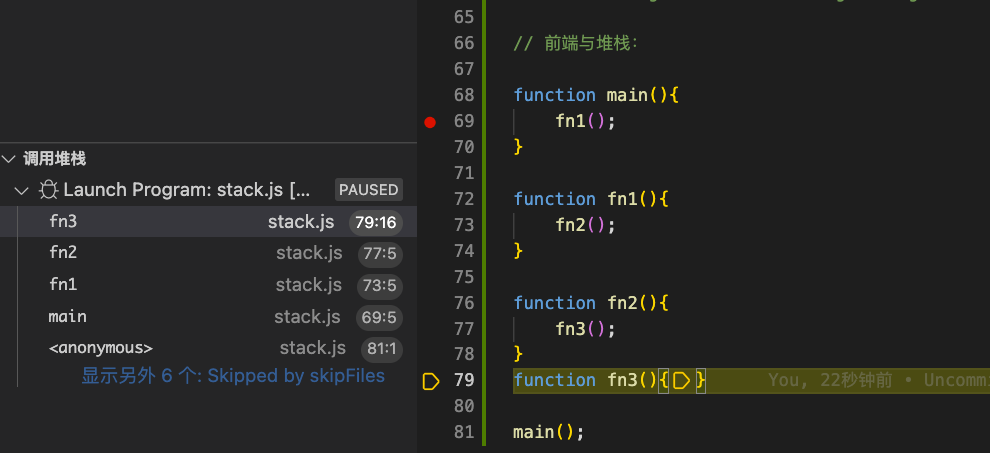 调用堆栈
Launch Program: stack.js [... PAUSED
fn3 stack.js 79:16
fn2 stack.js 77:5
fn1 stack.js 73:5
main stack.js 69:5
<anonymous> stack.js 81:1
显示另外 6 个: Skipped by skipFiles
65
66 // 前端与堆栈:
67
68 function main(){
69 fn1();
70 }
71
72 function fn1(){
73 fn2();
74 }
75
76 function fn2(){
77 fn3();
78 }
79 function fn3(){ } You, 22秒钟前 • Uncommi
80
81 main();